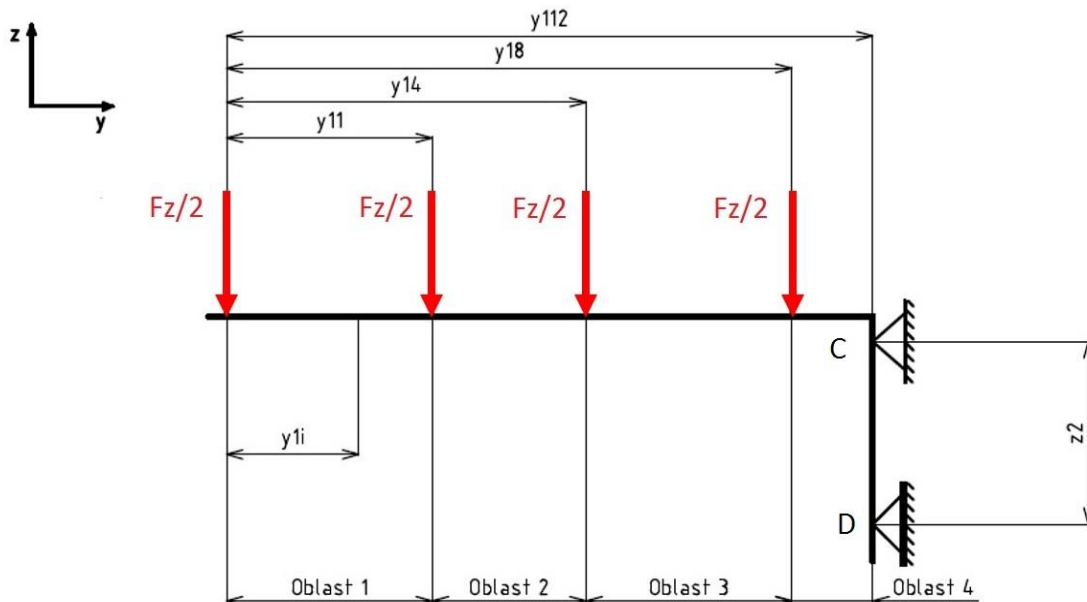 y112
z
y18
y14
y
y11
Fz/2 Fz/2 Fz/2 Fz/2
C
y1i
z2
D
Oblast 1 Oblast 2 Oblast 3 Oblast 4